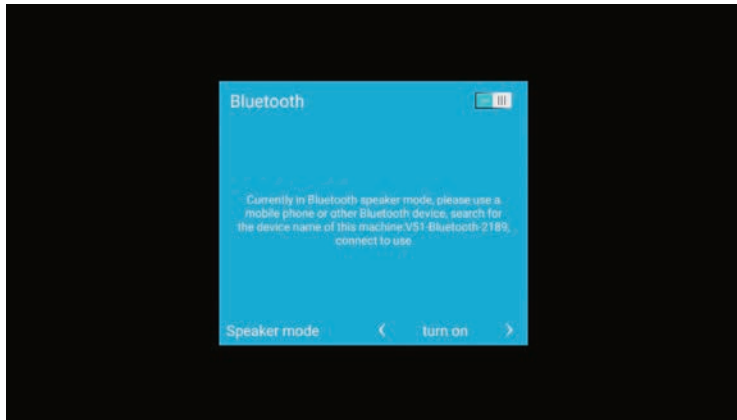 Bluetooth
Currently in Bluetooth speaker mode, please use a
mobile phone or other Bluetooth device, search for
the device name of this machine:V51-Bluetooth-2189,
connect to use
Speaker mode < turn on >